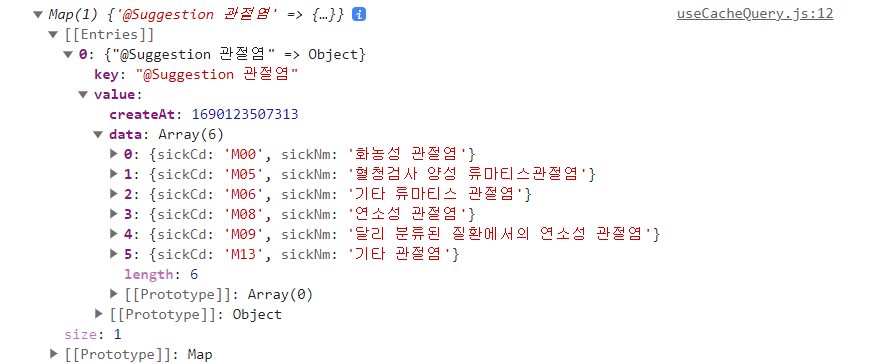 ▼ Map(1) {'@Suggestion 관절염' => {…}} i useCacheQuery.js:12
▼ [[Entries]]
▼ 0: {"@Suggestion 관절염" => Object}
key: "@Suggestion 관절염"
▼ value:
createAt: 1690123507313
▼ data: Array(6)
▶ 0: {sickCd: 'M00', sickNm: '화농성 관절염'}
▶ 1: {sickCd: 'M05', sickNm: '혈청검사 양성 류마티스관절염'}
▶ 2: {sickCd: 'M06', sickNm: '기타 류마티스 관절염'}
▶ 3: {sickCd: 'M08', sickNm: '연소성 관절염'}
▶ 4: {sickCd: 'M09', sickNm: '달리 분류된 질환에서의 연소성 관절염'}
▶ 5: {sickCd: 'M13', sickNm: '기타 관절염'}
length: 6
▶ [[Prototype]]: Array(0)
▶ [[Prototype]]: Object
size: 1
▶ [[Prototype]]: Map